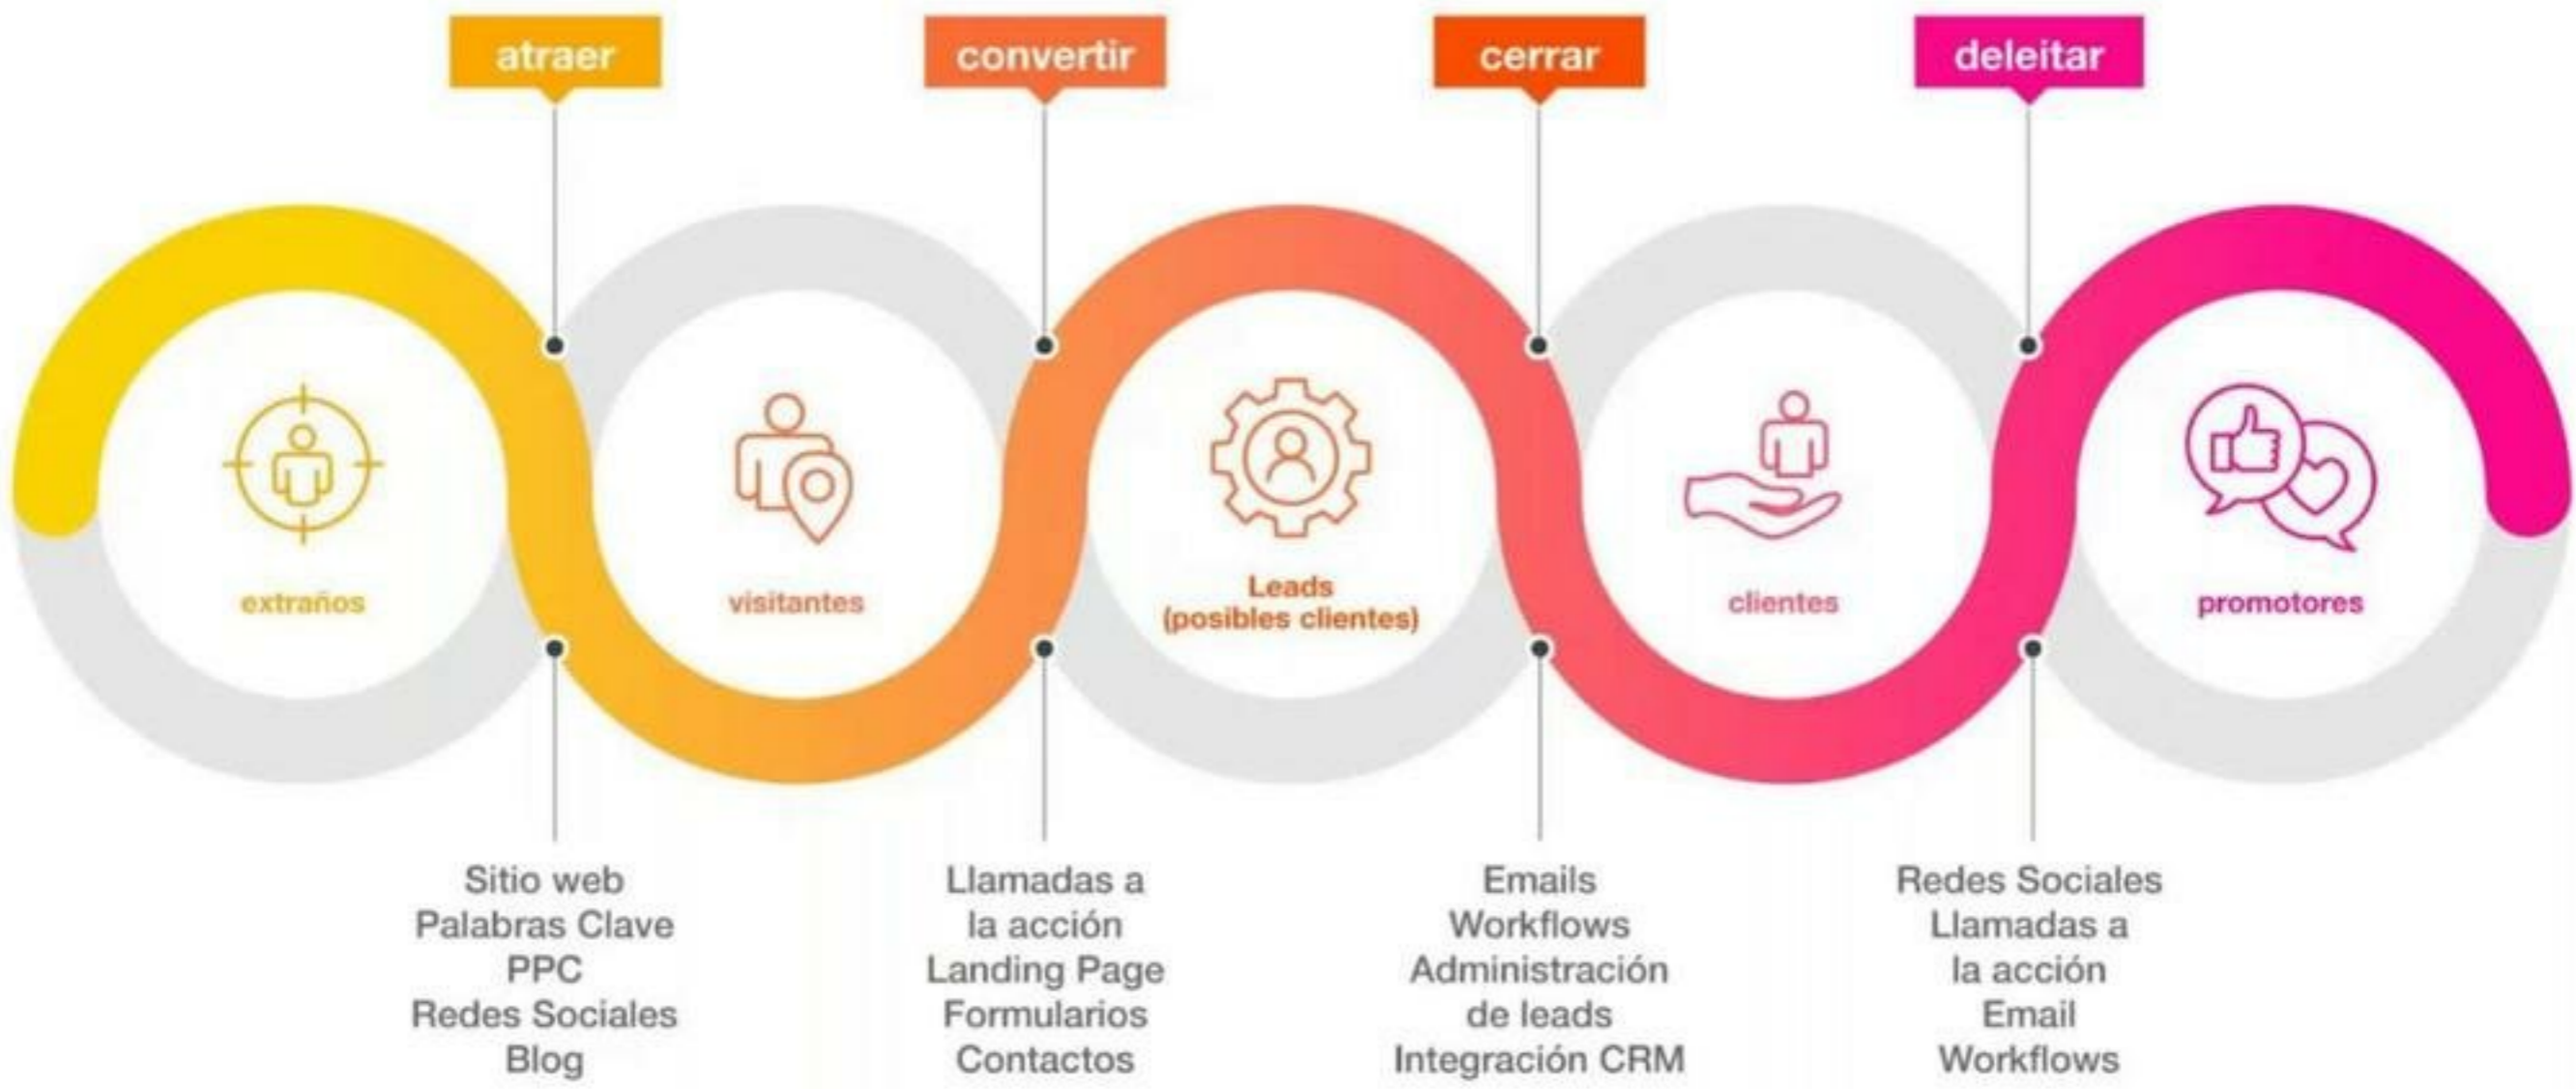 atraer
convertir
cerrar
deleitar
extraños
visitantes
Leads
(posibles clientes)
clientes
promotores
Sitio web
Palabras Clave
PPC
Redes Sociales
Blog
Llamadas a
la acción
Landing Page
Formularios
Contactos
Emails
Workflows
Administración
de leads
Integración CRM
Redes Sociales
Llamadas a
la acción
Email
Workflows